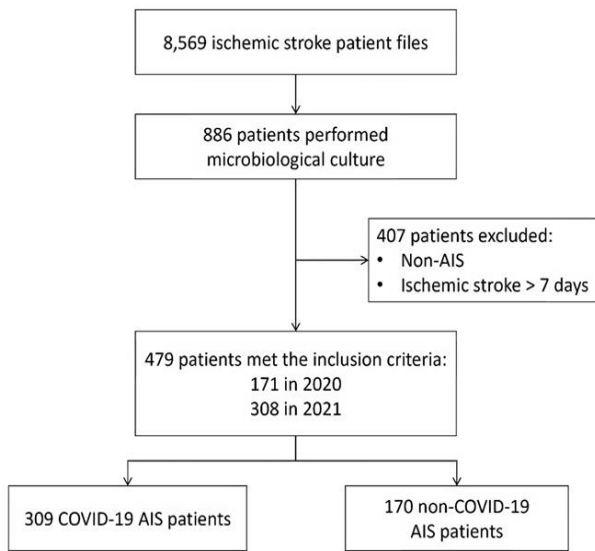 8,569 ischemic stroke patient files
886 patients performed
microbiological culture
407 patients excluded:
• Non-AIS
• Ischemic stroke > 7 days
479 patients met the inclusion criteria:
171 in 2020
308 in 2021
309 COVID-19 AIS patients
170 non-COVID-19
AIS patients